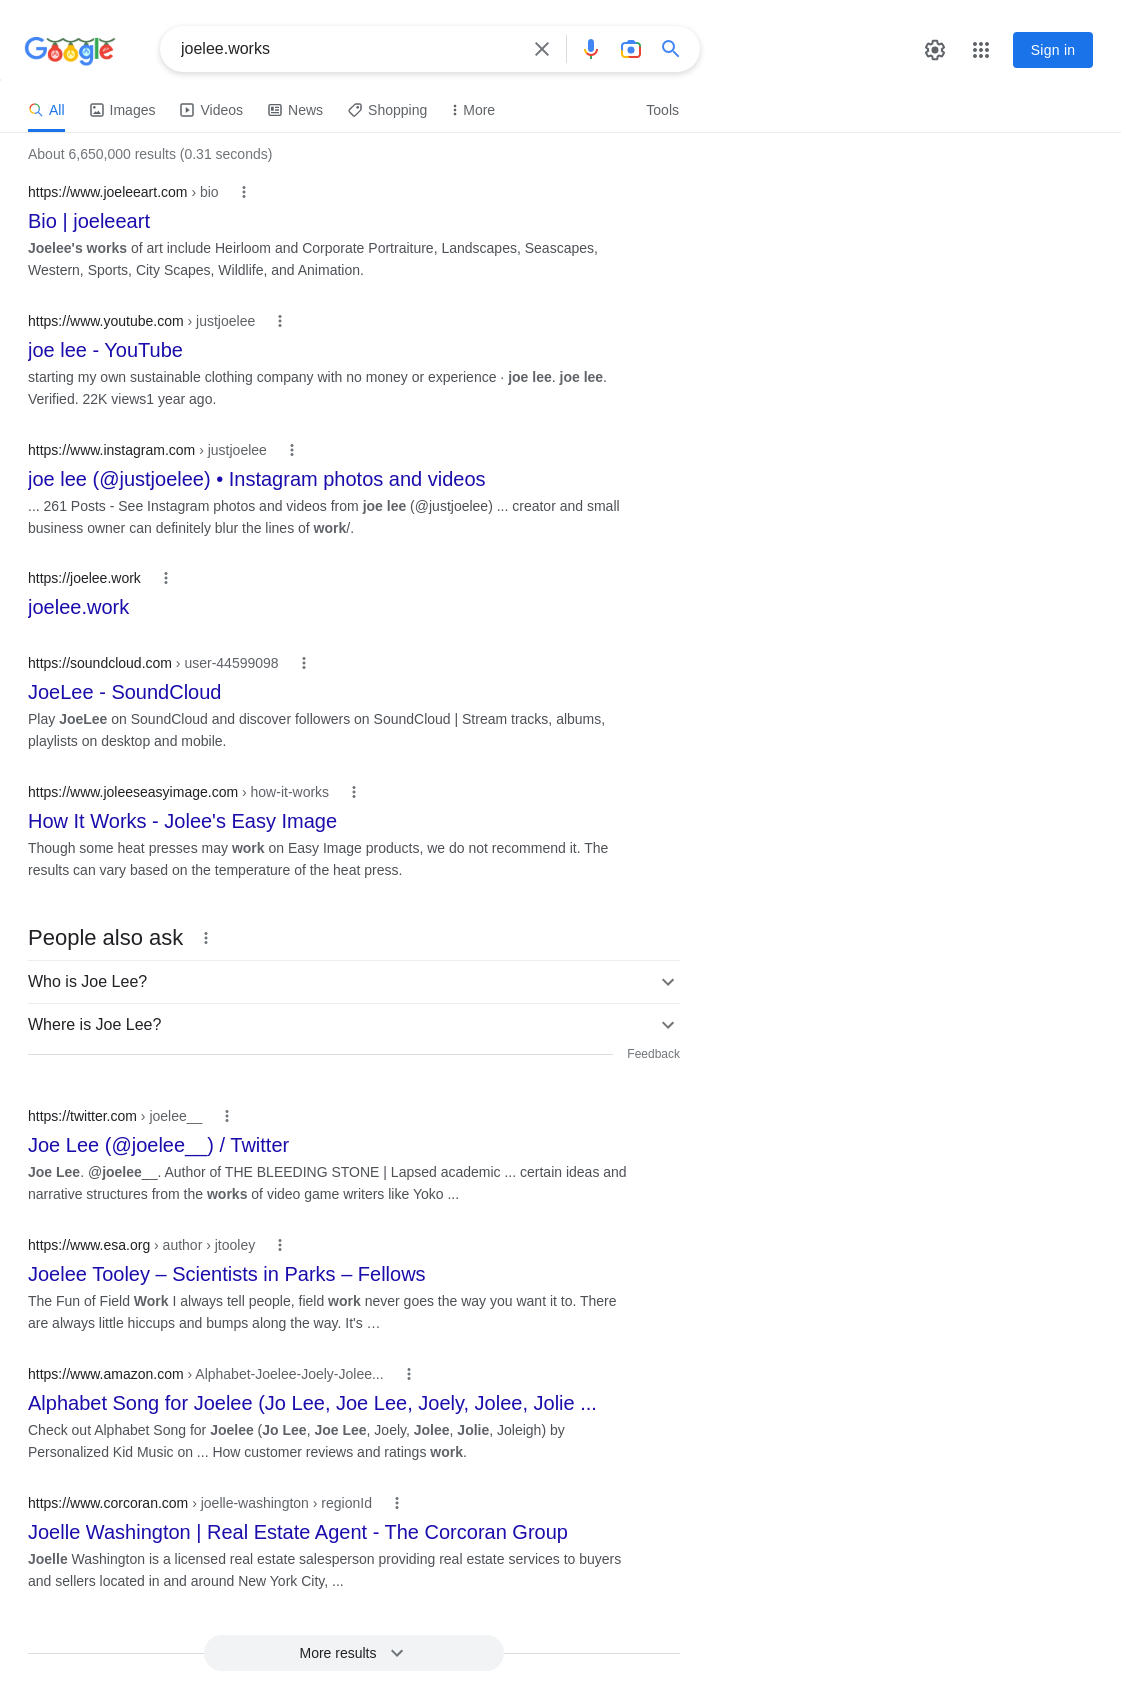 Google
joelee.works
Sign in
All
Images
Videos
News
Shopping
More
Tools
About 6,650,000 results (0.31 seconds)
https://www.joeleeart.com › bio
Bio | joeleeart
Joelee's works of art include Heirloom and Corporate Portraiture, Landscapes, Seascapes,
Western, Sports, City Scapes, Wildlife, and Animation.
https://www.youtube.com › justjoelee
joe lee - YouTube
starting my own sustainable clothing company with no money or experience · joe lee. joe lee.
Verified. 22K views1 year ago.
https://www.instagram.com › justjoelee
joe lee (@justjoelee) • Instagram photos and videos
... 261 Posts - See Instagram photos and videos from joe lee (@justjoelee) ... creator and small
business owner can definitely blur the lines of work/.
https://joelee.work
joelee.work
https://soundcloud.com › user-44599098
JoeLee - SoundCloud
Play JoeLee on SoundCloud and discover followers on SoundCloud | Stream tracks, albums,
playlists on desktop and mobile.
https://www.joleeseasyimage.com › how-it-works
How It Works - Jolee's Easy Image
Though some heat presses may work on Easy Image products, we do not recommend it. The
results can vary based on the temperature of the heat press.
People also ask
Who is Joe Lee?
Where is Joe Lee?
Feedback
https://twitter.com › joelee__
Joe Lee (@joelee__) / Twitter
Joe Lee. @joelee__. Author of THE BLEEDING STONE | Lapsed academic ... certain ideas and
narrative structures from the works of video game writers like Yoko ...
https://www.esa.org › author › jtooley
Joelee Tooley – Scientists in Parks – Fellows
The Fun of Field Work I always tell people, field work never goes the way you want it to. There
are always little hiccups and bumps along the way. It's …
https://www.amazon.com › Alphabet-Joelee-Joely-Jolee...
Alphabet Song for Joelee (Jo Lee, Joe Lee, Joely, Jolee, Jolie ...
Check out Alphabet Song for Joelee (Jo Lee, Joe Lee, Joely, Jolee, Jolie, Joleigh) by
Personalized Kid Music on ... How customer reviews and ratings work.
https://www.corcoran.com › joelle-washington › regionId
Joelle Washington | Real Estate Agent - The Corcoran Group
Joelle Washington is a licensed real estate salesperson providing real estate services to buyers
and sellers located in and around New York City, ...
More results